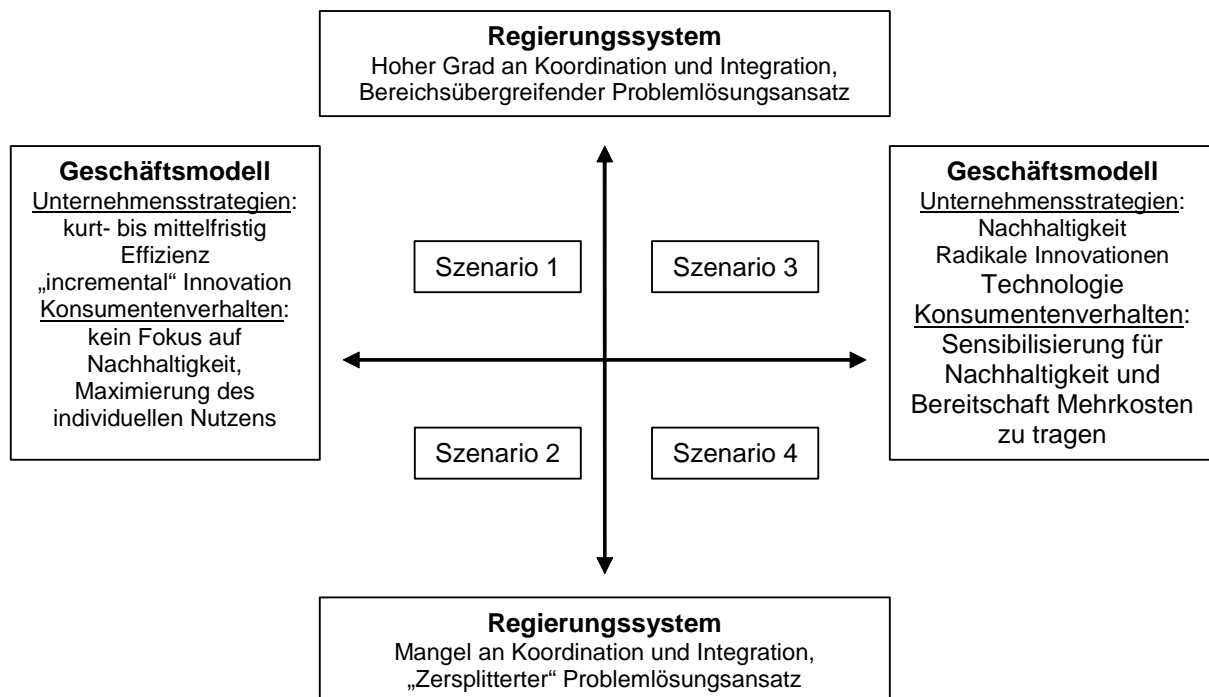 Regierungssystem
Hoher Grad an Koordination und Integration,
Bereichsübergreifender Problemlösungsansatz
Geschäftsmodell
Unternehmensstrategien:
kurt- bis mittelfristig
Effizienz
„incremental“ Innovation
Konsumentenverhalten:
kein Fokus auf
Nachhaltigkeit,
Maximierung des
individuellen Nutzens
Szenario 1
Szenario 3
Szenario 2
Szenario 4
Geschäftsmodell
Unternehmensstrategien:
Nachhaltigkeit
Radikale Innovationen
Technologie
Konsumentenverhalten:
Sensibilisierung für
Nachhaltigkeit und
Bereitschaft Mehrkosten
zu tragen
Regierungssystem
Mangel an Koordination und Integration,
„Zersplitterter“ Problemlösungsansatz